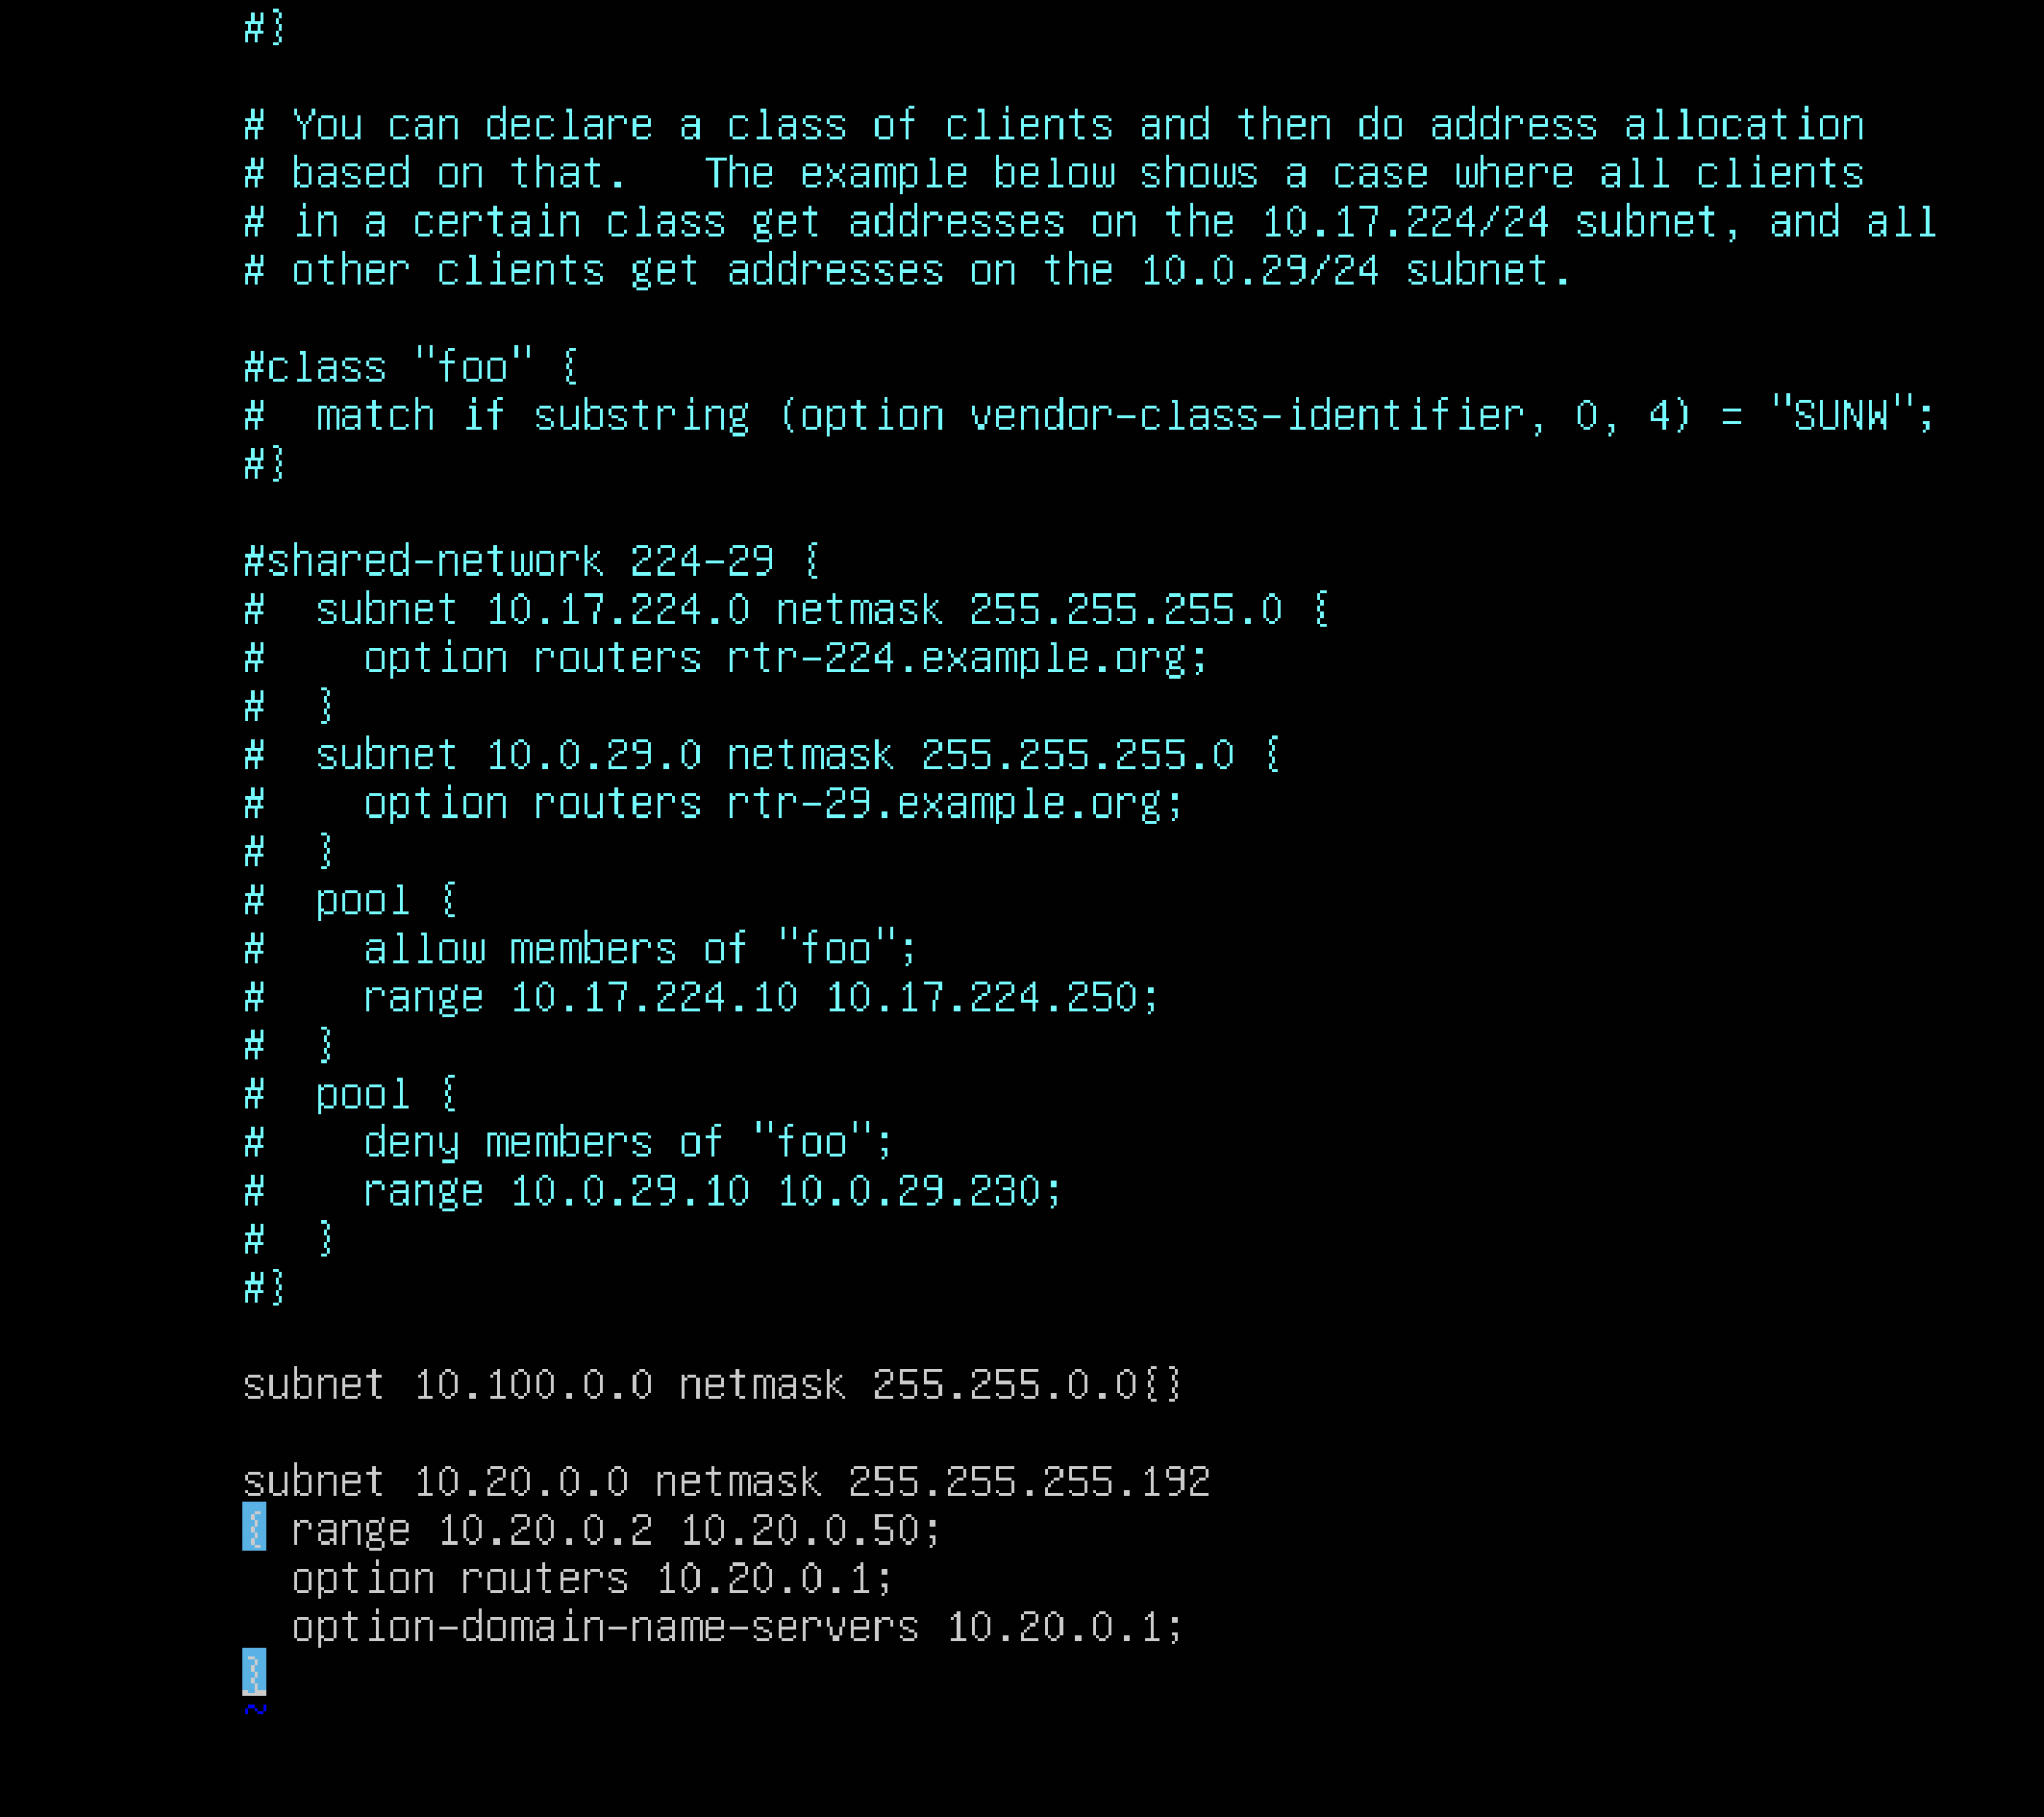 #}
# You can declare a class of clients and then do address allocation
# based on that.   The example below shows a case where all clients
# in a certain class get addresses on the 10.17.224/24 subnet, and all
# other clients get addresses on the 10.0.29/24 subnet.
#class "foo" {
#  match if substring (option vendor-class-identifier, 0, 4) = "SUNW";
#}
#shared-network 224-29 {
#  subnet 10.17.224.0 netmask 255.255.255.0 {
#    option routers rtr-224.example.org;
#  }
#  subnet 10.0.29.0 netmask 255.255.255.0 {
#    option routers rtr-29.example.org;
#  }
#  pool {
#    allow members of "foo";
#    range 10.17.224.10 10.17.224.250;
#  }
#  pool {
#    deny members of "foo";
#    range 10.0.29.10 10.0.29.230;
#  }
#}
subnet 10.100.0.0 netmask 255.255.0.0{}
subnet 10.20.0.0 netmask 255.255.255.192
{ range 10.20.0.2 10.20.0.50;
  option routers 10.20.0.1;
  option-domain-name-servers 10.20.0.1;
}
~